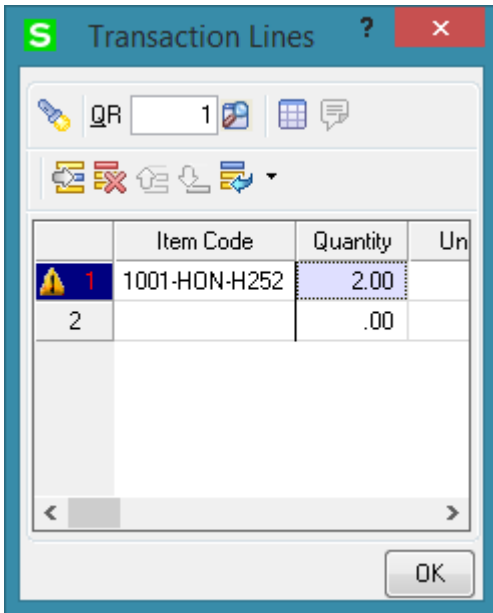 S Transaction Lines ?
QR 1
Item Code Quantity Un
1 1001-HON-H252 2.00
2 .00
OK